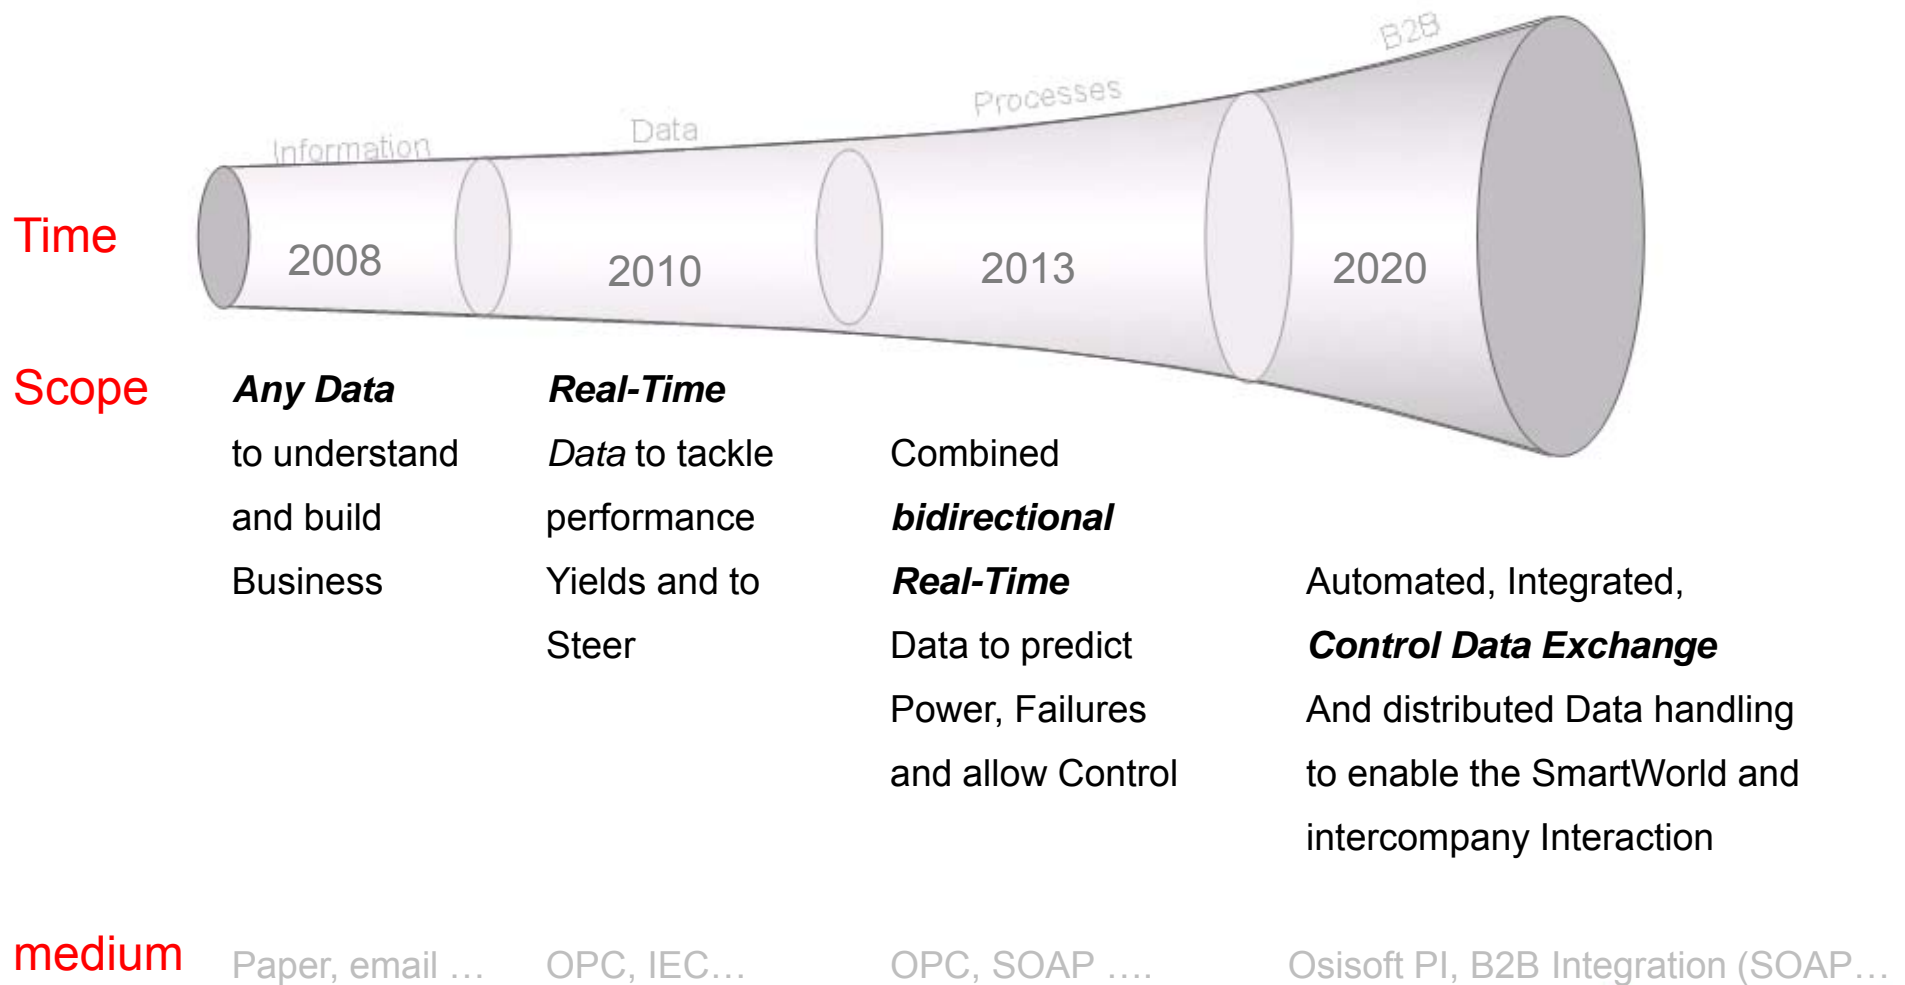 B2B
Processes
Data
Information
Time
2008
2010
2013
2020
Scope
Any Data
to understand
and build
Business
Real-Time
Data to tackle
performance
Yields and to
Steer
Combined
bidirectional
Real-Time
Data to predict
Power, Failures
and allow Control
Automated, Integrated,
Control Data Exchange
And distributed Data handling
to enable the SmartWorld and
intercompany Interaction
medium
Paper, email …
OPC, IEC…
OPC, SOAP ….
Osisoft PI, B2B Integration (SOAP…